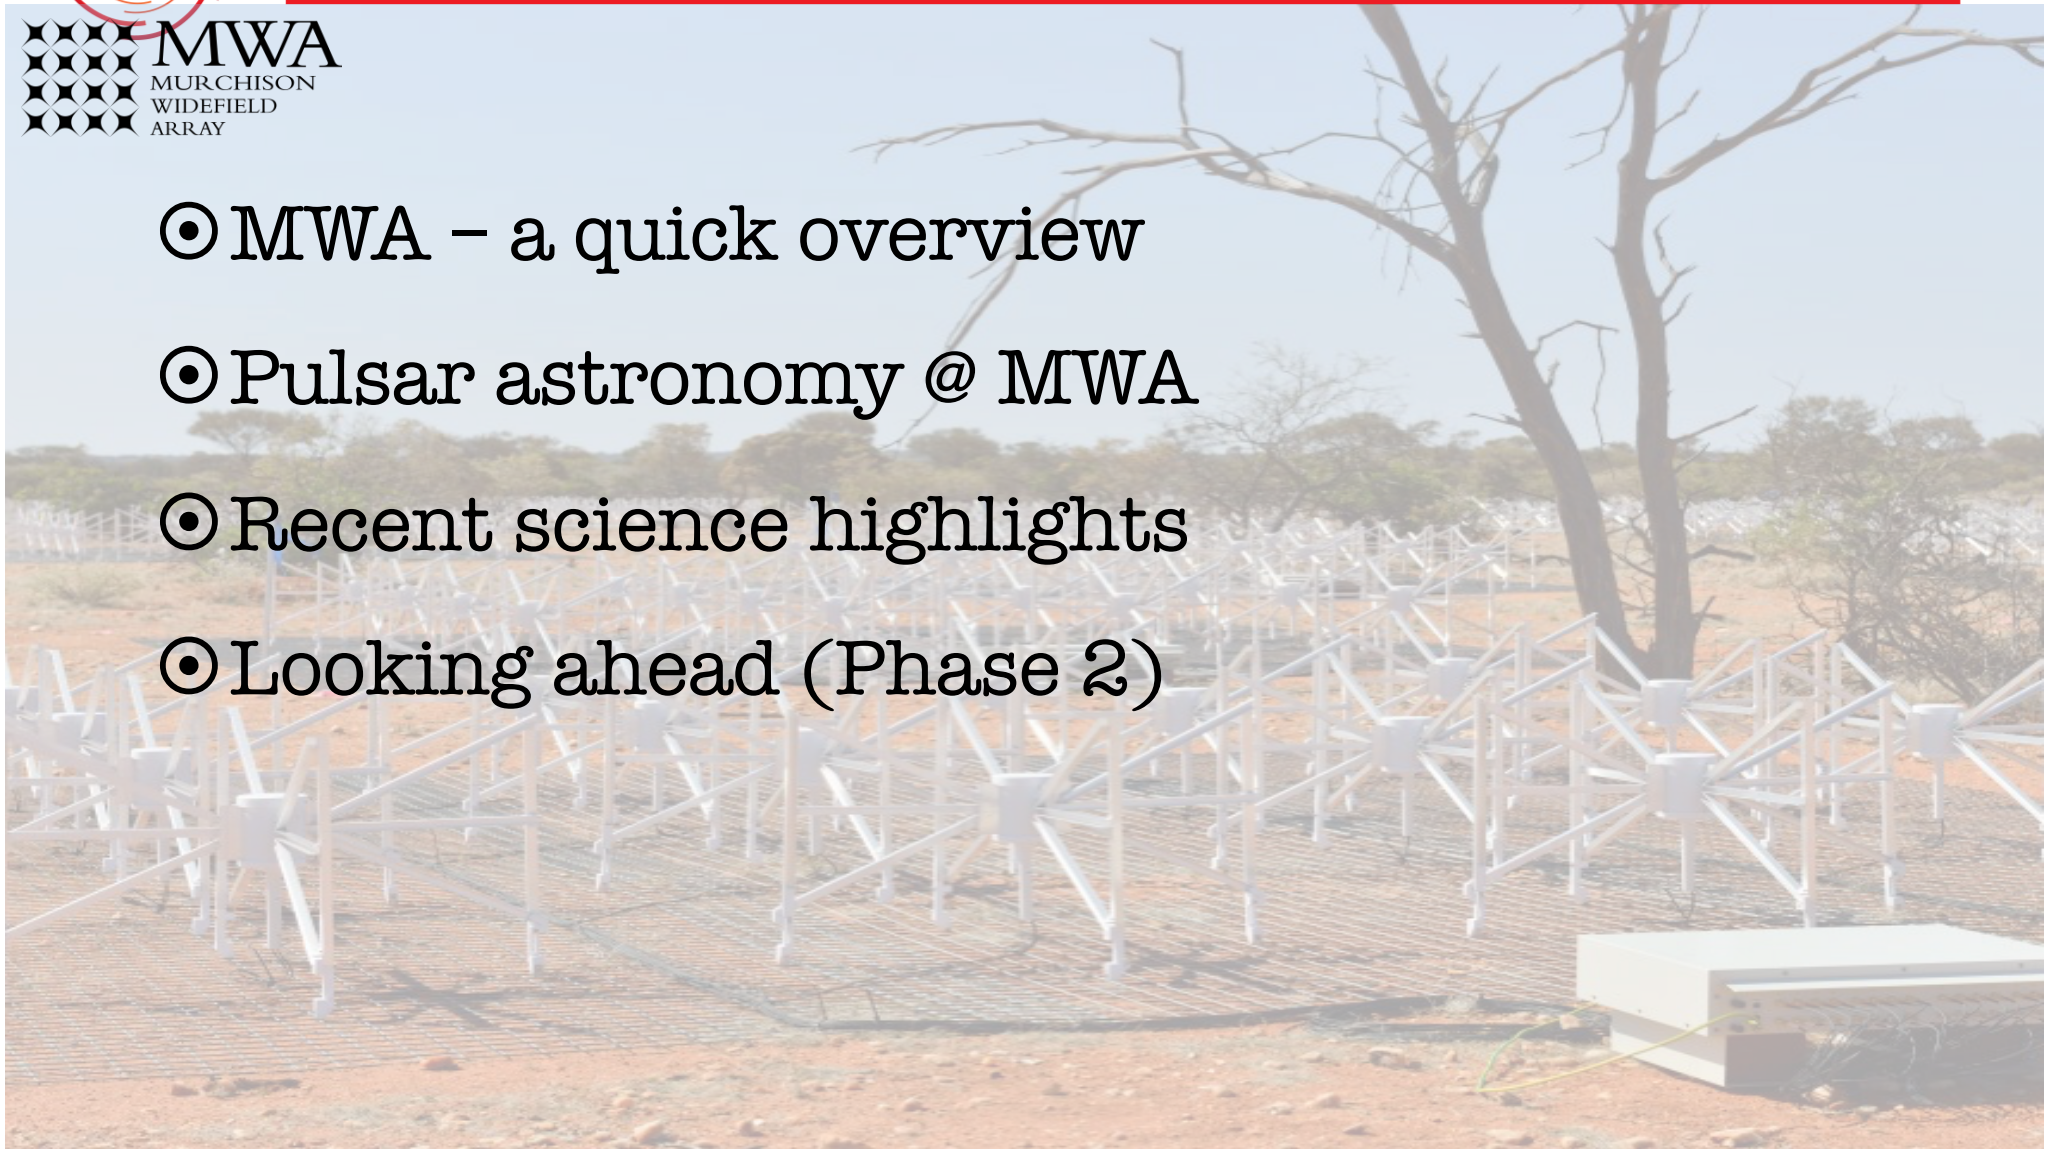 MWA
MURCHISON
WIDEFIELD
ARRAY
⊙MWA – a quick overview
⊙Pulsar astronomy @ MWA
⊙Recent science highlights
⊙Looking ahead (Phase 2)